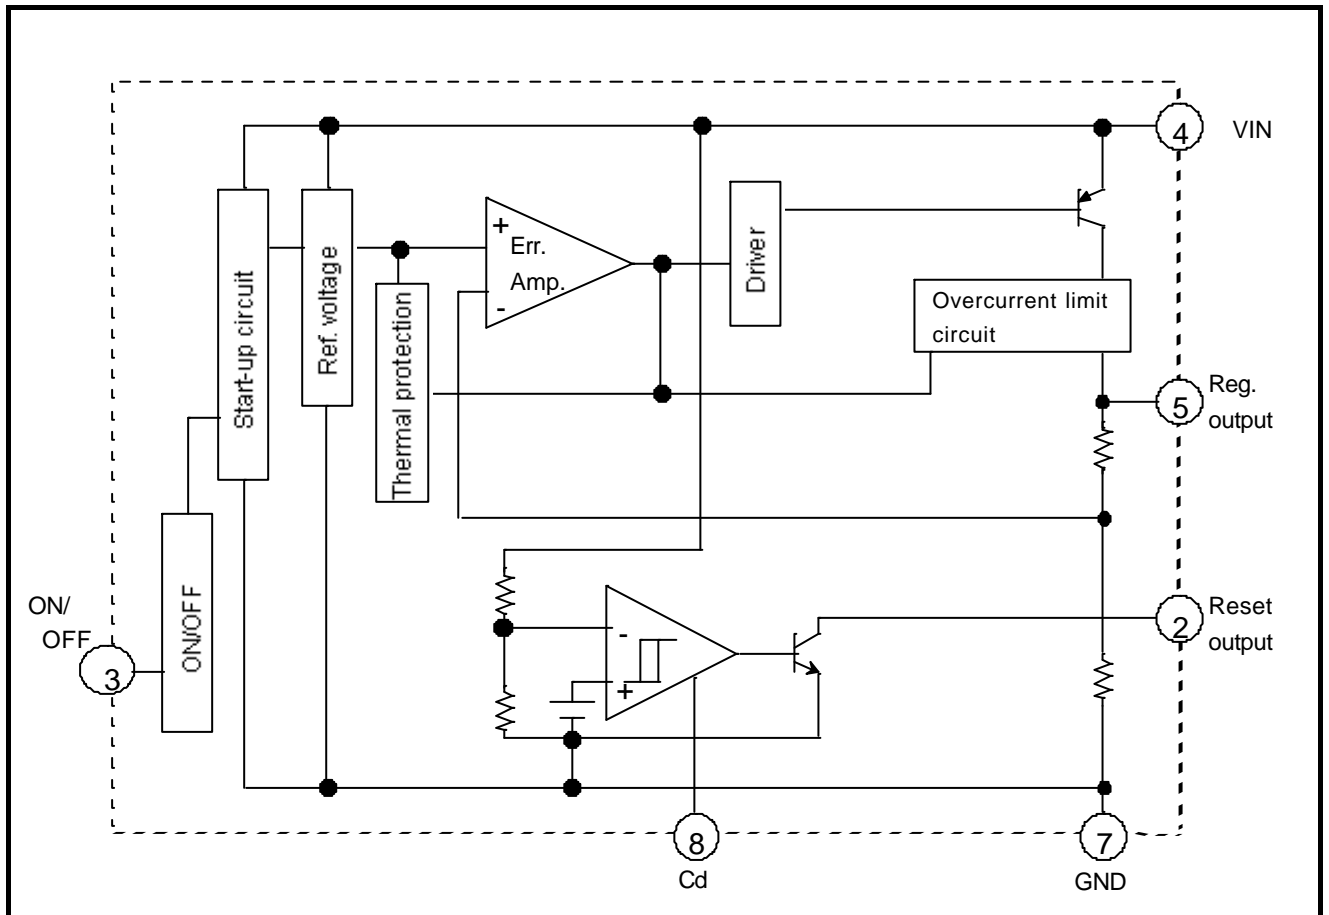 4
VIN
Start-up circuit
Ref. voltage
Thermal protection
+
Err.
Amp.
-
Driver
Overcurrent limit
circuit
5
Reg.
output
ON/
OFF
3
ON/OFF
-
+
2
Reset
output
8
Cd
7
GND